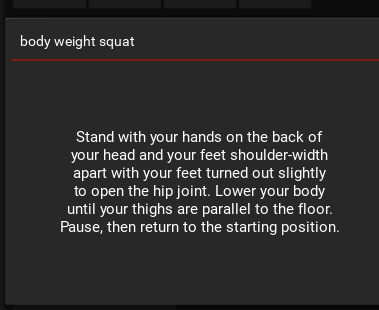 body weight squat
Stand with your hands on the back of
your head and your feet shoulder-width
apart with your feet turned out slightly
to open the hip joint. Lower your body
until your thighs are parallel to the floor.
Pause, then return to the starting position.